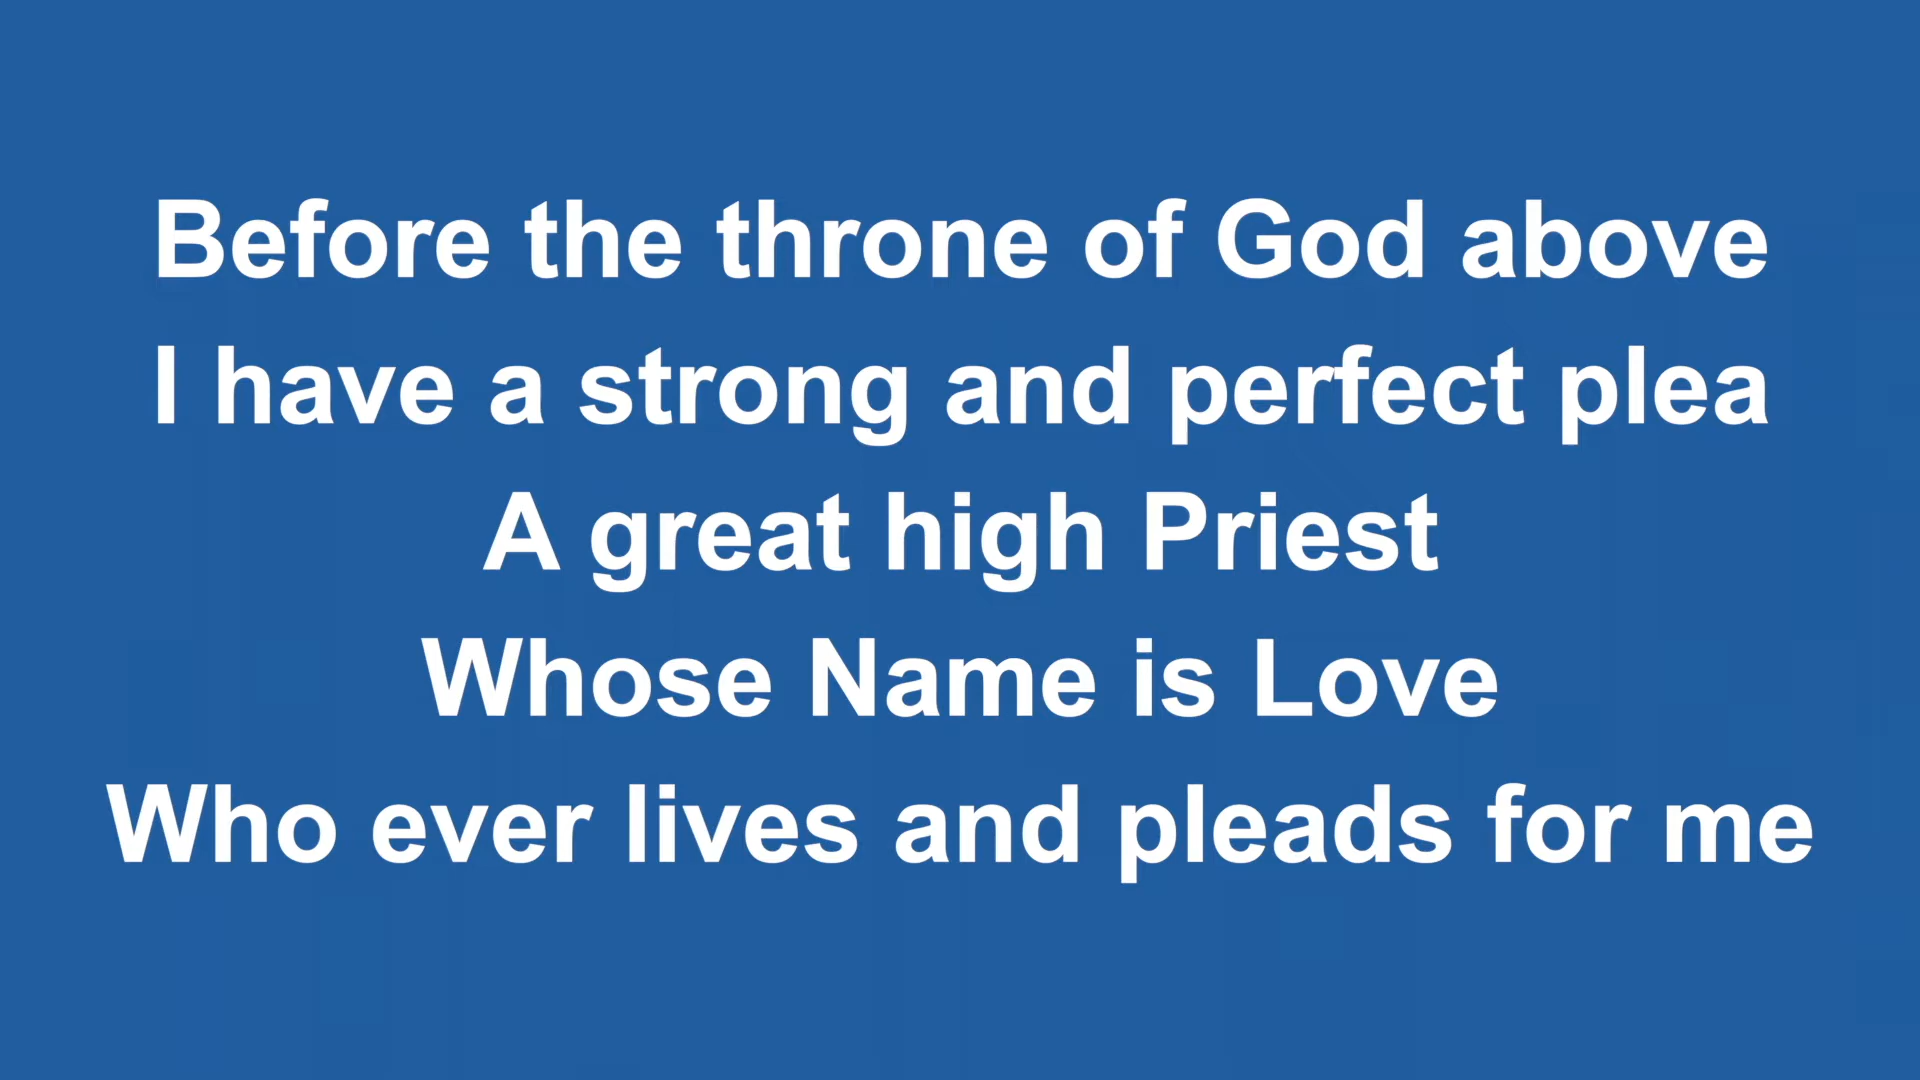 Before the throne of God above
I have a strong and perfect plea
A great high Priest
Whose Name is Love
Who ever lives and pleads for me